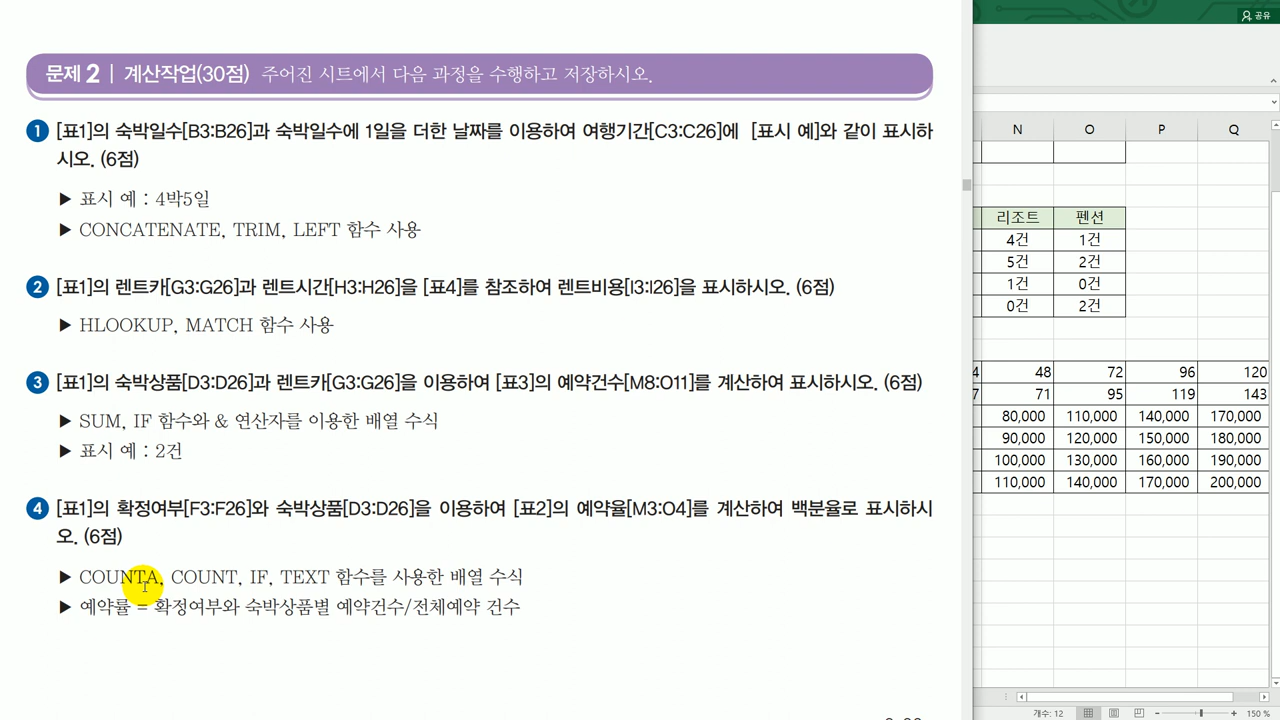 공유
문제 2 | 계산작업(30점) 주어진 시트에서 다음 과정을 수행하고 저장하시오.
1 [표1]의 숙박일수[B3:B26]과 숙박일수에 1일을 더한 날짜를 이용하여 여행기간[C3:C26]에 [표시 예]와 같이 표시하
시오. (6점)
▶ 표시 예 : 4박5일
▶ CONCATENATE, TRIM, LEFT 함수 사용
2 [표1]의 렌트카[G3:G26]과 렌트시간[H3:H26]을 [표4]를 참조하여 렌트비용[I3:I26]을 표시하시오. (6점)
▶ HLOOKUP, MATCH 함수 사용
3 [표1]의 숙박상품[D3:D26]과 렌트카[G3:G26]을 이용하여 [표3]의 예약건수[M8:O11]를 계산하여 표시하시오. (6점)
▶ SUM, IF 함수와 & 연산자를 이용한 배열 수식
▶ 표시 예 : 2건
4 [표1]의 확정여부[F3:F26]와 숙박상품[D3:D26]을 이용하여 [표2]의 예약율[M3:O4]를 계산하여 백분율로 표시하시
오. (6점)
▶ COUNTA, COUNT, IF, TEXT 함수를 사용한 배열 수식
▶ 예약률 = 확정여부와 숙박상품별 예약건수/전체예약 건수
N O P Q
리조트 펜션
4건 1건
5건 2건
1건 0건
0건 2건
4 48 72 96 120
7 71 95 119 143
80,000 110,000 140,000 170,000
90,000 120,000 150,000 180,000
100,000 130,000 160,000 190,000
110,000 140,000 170,000 200,000
개수: 12 - + 150 %